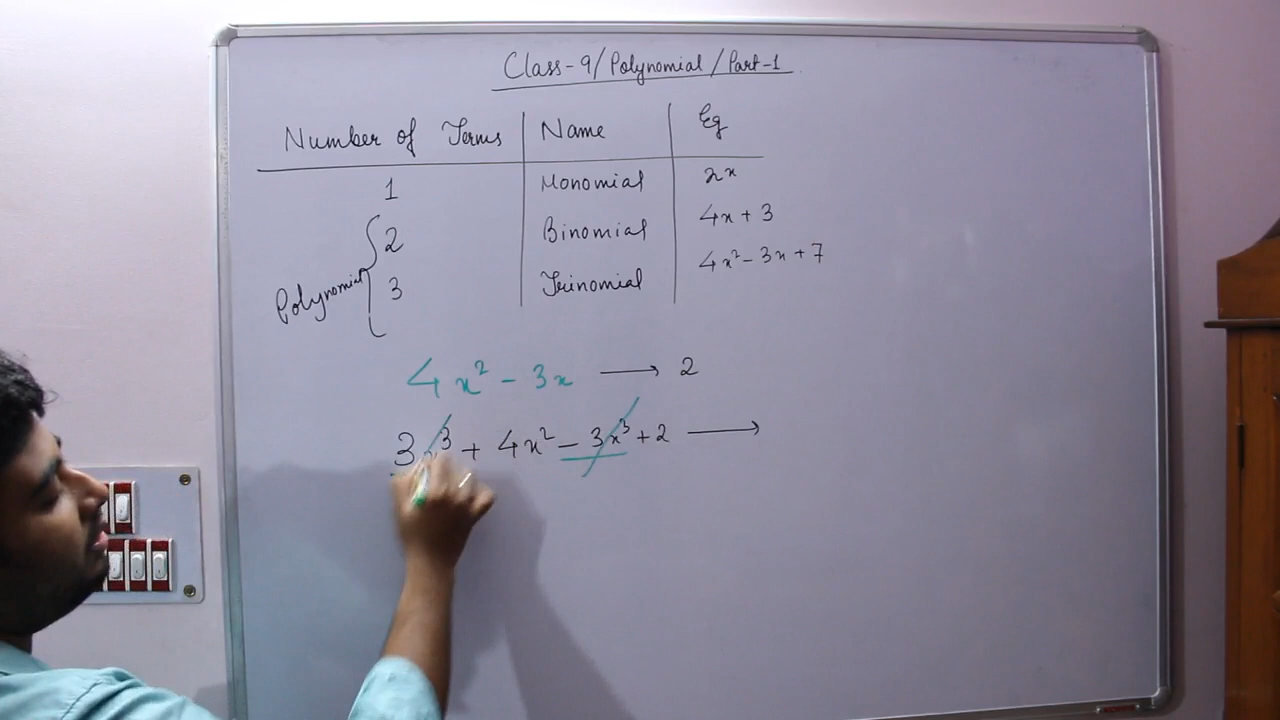 Class-9/Polynomial/Part-1
Number of Terms Name Eg
1 Monomial 2x
2 Binomial 4x + 3
3 Trinomial 4x² - 3x + 7
Polynomial
4x² - 3x → 2
3x³ + 4x² - 3x³ + 2 →